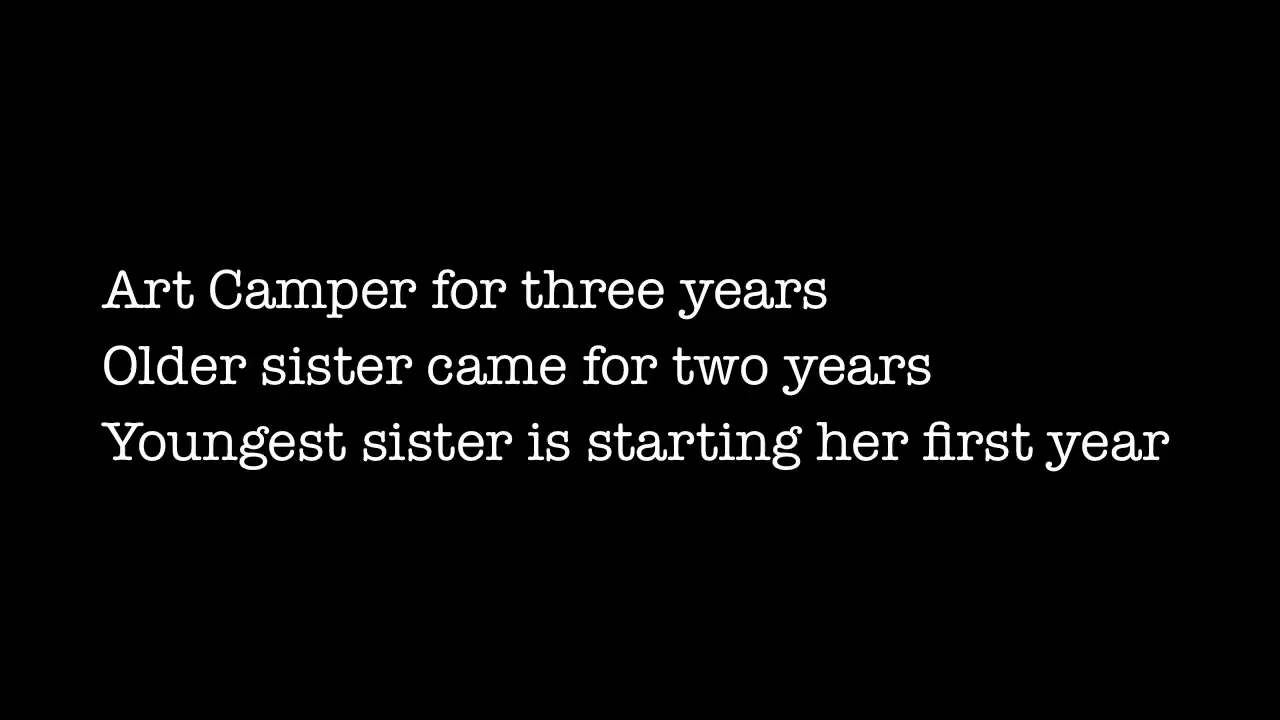 Art Camper for three years
Older sister came for two years
Youngest sister is starting her first year